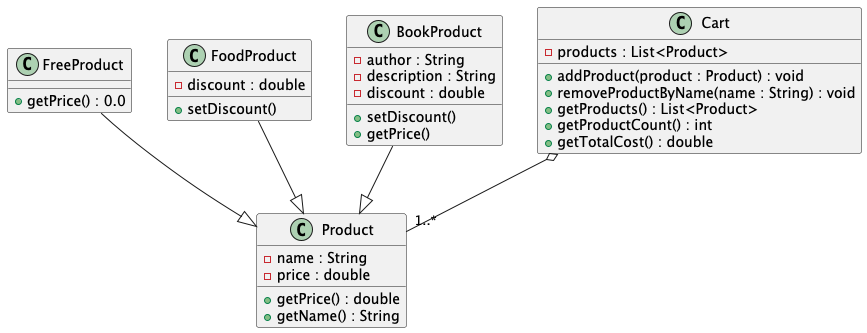 C FreeProduct
getPrice() : 0.0
C FoodProduct
discount : double
setDiscount()
C BookProduct
author : String
description : String
discount : double
setDiscount()
getPrice()
C Cart
products : List<Product>
addProduct(product : Product) : void
removeProductByName(name : String) : void
getProducts() : List<Product>
getProductCount() : int
getTotalCost() : double
1..*
C Product
name : String
price : double
getPrice() : double
getName() : String